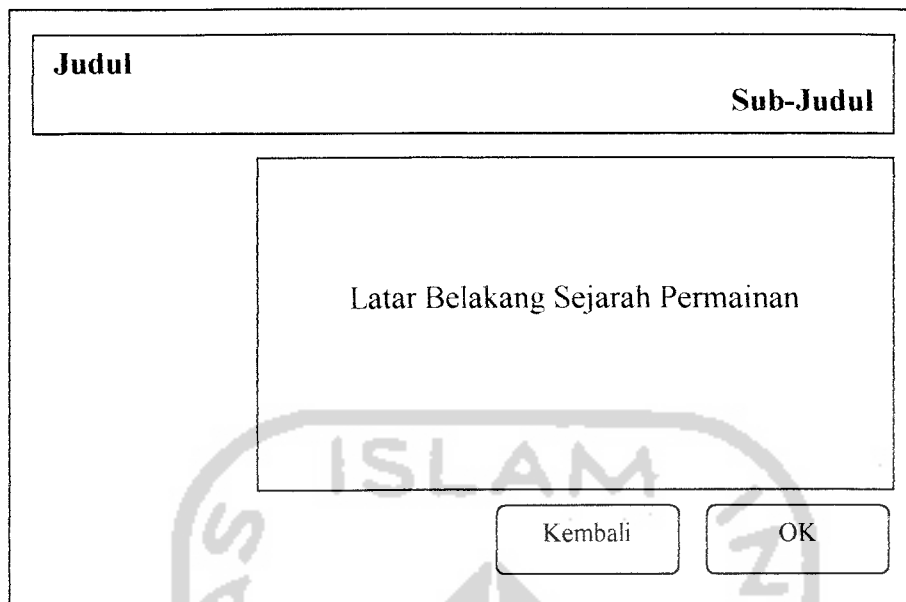 Judul
Sub-Judul
Latar Belakang Sejarah Permainan
ISLAM
Kembali
OK